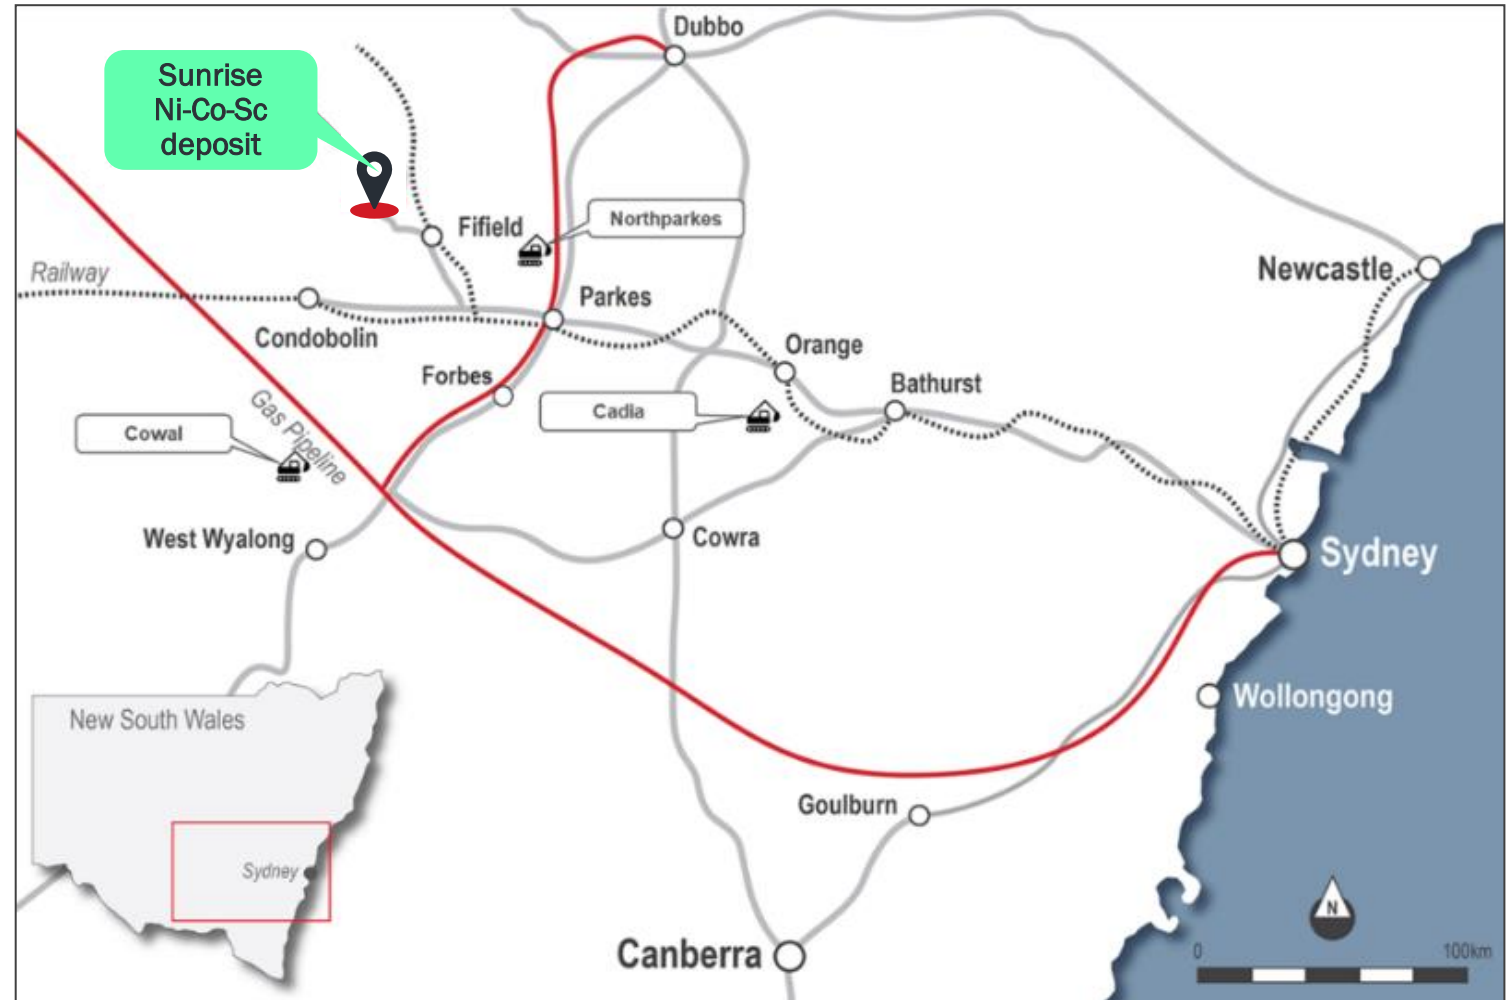 Dubbo
Sunrise
Ni-Co-Sc
deposit
Fifield
Northparkes
Railway
Newcastle
Parkes
Condobolin
Orange
Forbes
Bathurst
Gas Pipeline
Cadia
Cowal
West Wyalong
Cowra
Sydney
Wollongong
New South Wales
Goulburn
Sydney
N
Canberra
0
100km